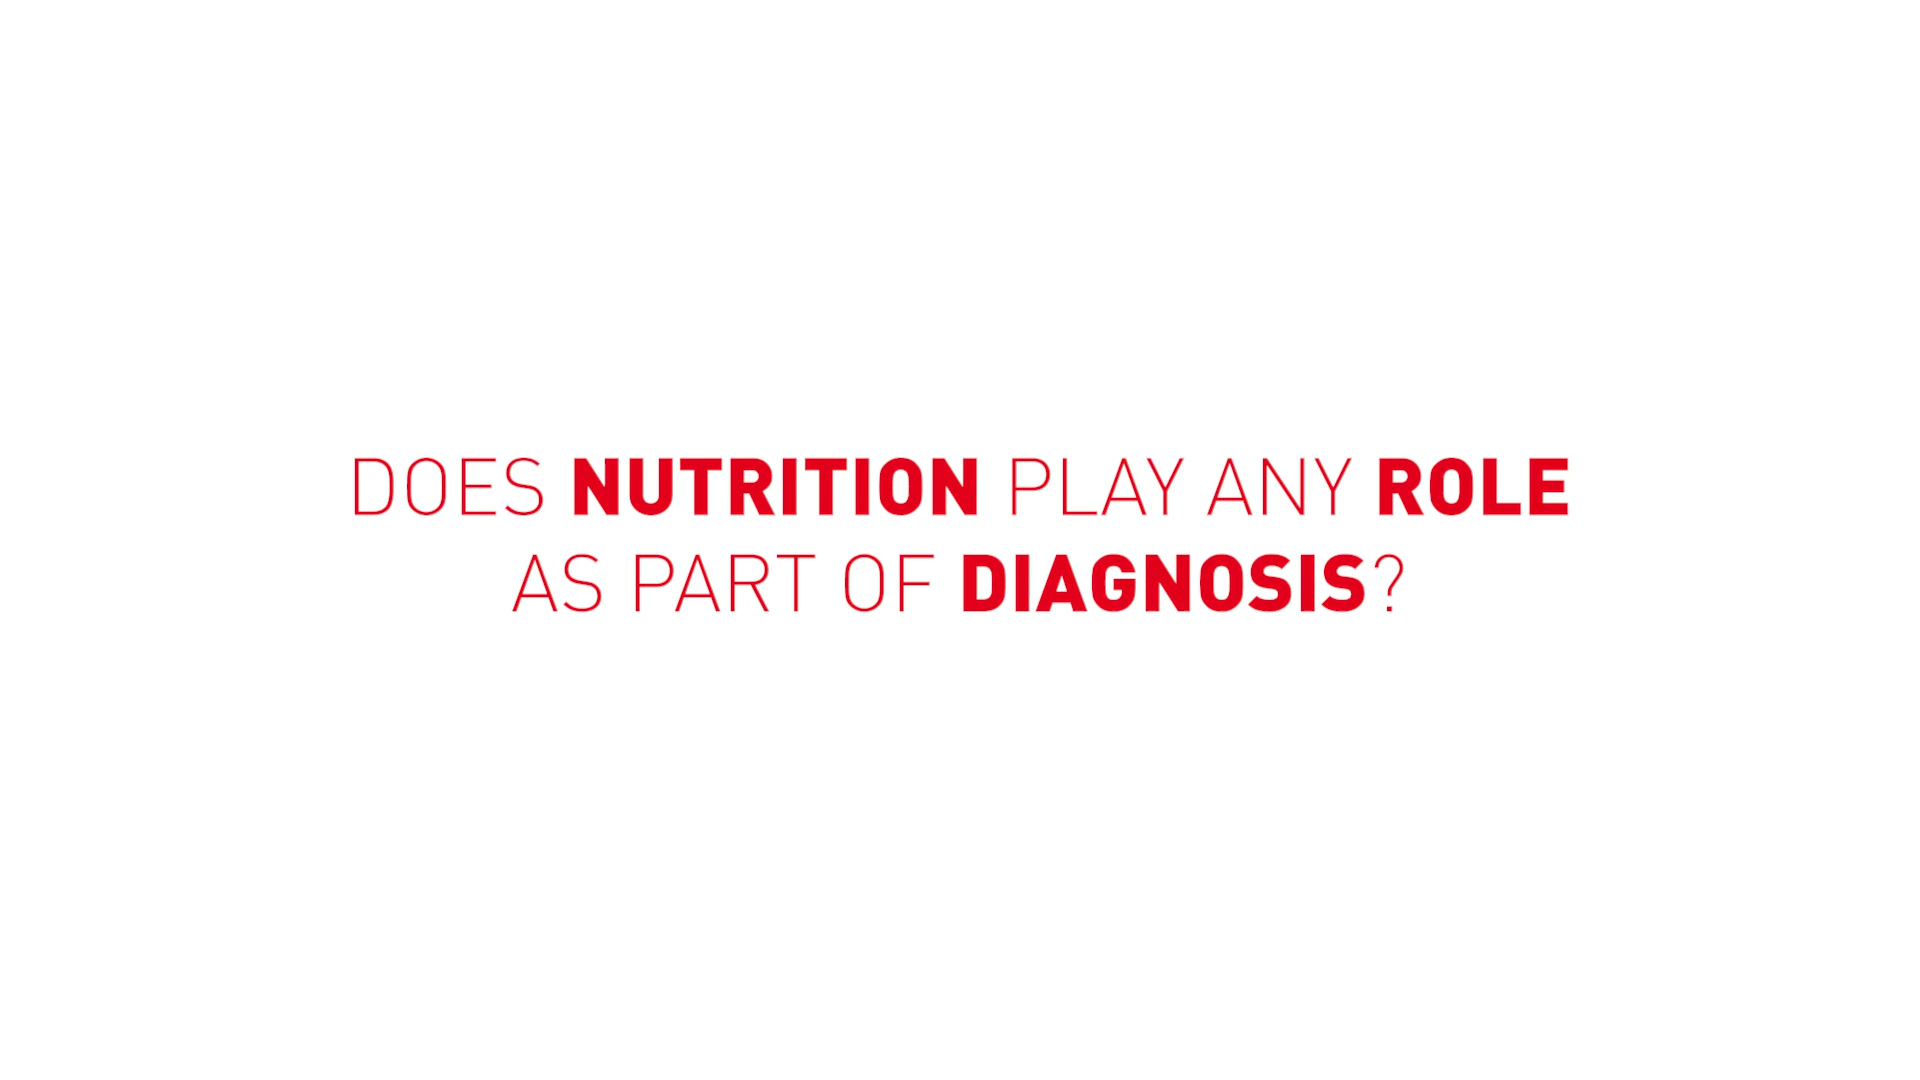 DOES NUTRITION PLAY ANY ROLE
AS PART OF DIAGNOSIS?